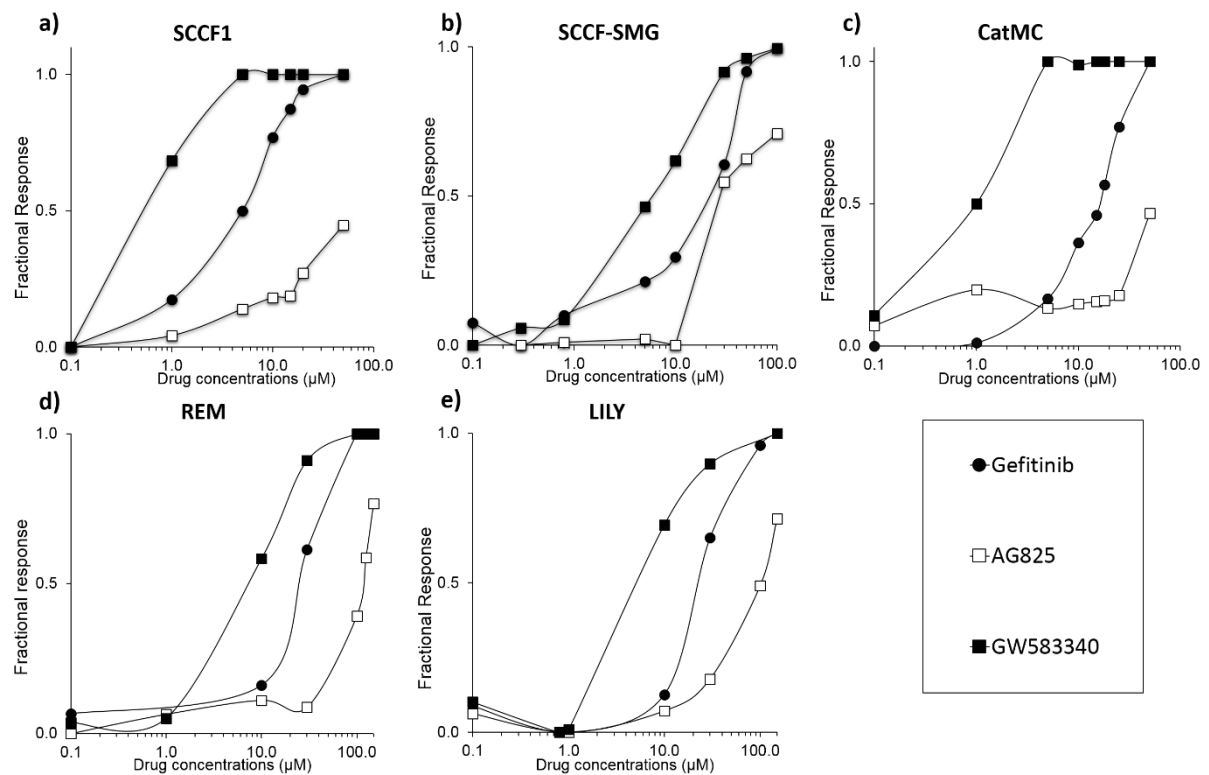 a)
SCCF1
Fractional Response
1.0
0.5
0.0
0.1
1.0
10.0
100.0
Drug concentrations (µM)
b)
SCCF-SMG
Fractional Response
1.0
0.5
0.0
0.1
1.0
10.0
100.0
Drug concentrations (µM)
c)
CatMC
Fractional Response
1.0
0.5
0.0
0.1
1.0
10.0
100.0
Drug concentrations (µM)
d)
REM
Fractional response
1.0
0.5
0.0
0.1
1.0
10.0
100.0
Drug concentrations (µM)
e)
LILY
Fractional Response
1.0
0.5
0.0
0.1
1.0
10.0
100.0
Drug concentrations (µM)
Gefitinib
AG825
GW583340